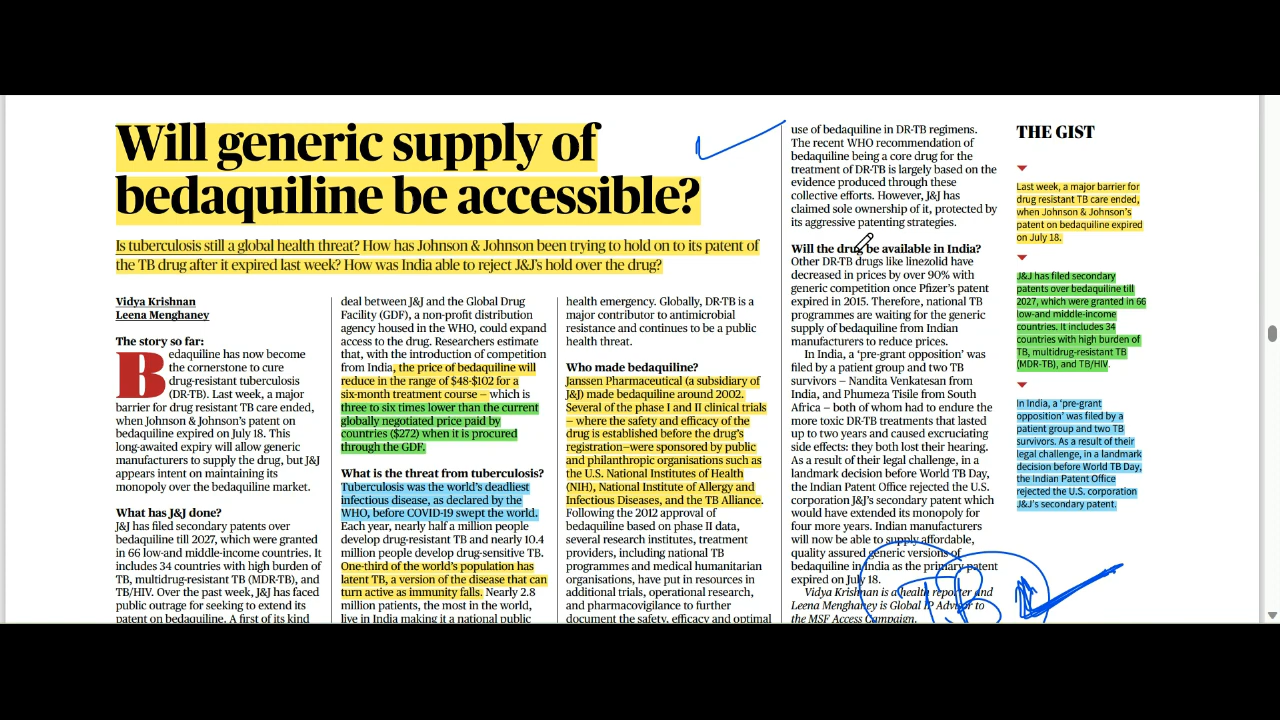 Will generic supply of
bedaquiline be accessible?
Is tuberculosis still a global health threat? How has Johnson & Johnson been trying to hold on to its patent of
the TB drug after it expired last week? How was India able to reject J&J's hold over the drug?
Vidya Krishnan
Leena Menghaney
The story so far:
Bedaquiline has now become
the cornerstone to cure
drug-resistant tuberculosis
(DR-TB). Last week, a major
barrier for drug resistant TB care ended,
when Johnson & Johnson's patent on
bedaquiline expired on July 18. This
long-awaited expiry will allow generic
manufacturers to supply the drug, but J&J
appears intent on maintaining its
monopoly over the bedaquiline market.
What has J&J done?
J&J has filed secondary patents over
bedaquiline till 2027, which were granted
in 66 low-and middle-income countries. It
includes 34 countries with high burden of
TB, multidrug-resistant TB (MDR-TB), and
TB/HIV. Over the past week, J&J has faced
public outrage for seeking to extend its
patent on bedaquiline. A first of its kind
deal between J&J and the Global Drug
Facility (GDF), a non-profit distribution
agency housed in the WHO, could expand
access to the drug. Researchers estimate
that, with the introduction of competition
from India, the price of bedaquiline will
reduce in the range of $48-$102 for a
six-month treatment course – which is
three to six times lower than the current
globally negotiated price paid by
countries ($272) when it is procured
through the GDF.
What is the threat from tuberculosis?
Tuberculosis was the world's deadliest
infectious disease, as declared by the
WHO, before COVID-19 swept the world.
Each year, nearly half a million people
develop drug-resistant TB and nearly 10.4
million people develop drug-sensitive TB.
One-third of the world's population has
latent TB, a version of the disease that can
turn active as immunity falls. Nearly 2.8
million patients, the most in the world,
live in India making it a national public
health emergency. Globally, DR-TB is a
major contributor to antimicrobial
resistance and continues to be a public
health threat.
Who made bedaquiline?
Janssen Pharmaceutical (a subsidiary of
J&J) made bedaquiline around 2002.
Several of the phase I and II clinical trials
– where the safety and efficacy of the
drug is established before the drug's
registration–were sponsored by public
and philanthropic organisations such as
the U.S. National Institutes of Health
(NIH), National Institute of Allergy and
Infectious Diseases, and the TB Alliance.
Following the 2012 approval of
bedaquiline based on phase II data,
several research institutes, treatment
providers, including national TB
programmes and medical humanitarian
organisations, have put in resources in
additional trials, operational research,
and pharmacovigilance to further
document the safety, efficacy and optimal
use of bedaquiline in DR-TB regimens.
The recent WHO recommendation of
bedaquiline being a core drug for the
treatment of DR-TB is largely based on the
evidence produced through these
collective efforts. However, J&J has
claimed sole ownership of it, protected by
its aggressive patenting strategies.
Will the drug be available in India?
Other DR-TB drugs like linezolid have
decreased in prices by over 90% with
generic competition once Pfizer's patent
expired in 2015. Therefore, national TB
programmes are waiting for the generic
supply of bedaquiline from Indian
manufacturers to reduce prices.
In India, a 'pre-grant opposition' was
filed by a patient group and two TB
survivors – Nandita Venkatesan from
India, and Phumeza Tisile from South
Africa – both of whom had to endure the
more toxic DR-TB treatments that lasted
up to two years and caused excruciating
side effects: they both lost their hearing.
As a result of their legal challenge, in a
landmark decision before World TB Day,
the Indian Patent Office rejected the U.S.
corporation J&J's secondary patent which
would have extended its monopoly for
four more years. Indian manufacturers
will now be able to supply affordable,
quality assured generic versions of
bedaquiline in India as the primary patent
expired on July 18.
Vidya Krishnan is a health reporter and
Leena Menghaney is Global IP Advisor to
the MSF Access Campaign.
TB
THE GIST
Last week, a major barrier for
drug resistant TB care ended,
when Johnson & Johnson's
patent on bedaquiline expired
on July 18.
J&J has filed secondary
patents over bedaquiline till
2027, which were granted in 66
low-and middle-income
countries. It includes 34
countries with high burden of
TB, multidrug-resistant TB
(MDR-TB), and TB/HIV.
In India, a 'pre-grant
opposition' was filed by a
patient group and two TB
survivors. As a result of their
legal challenge, in a landmark
decision before World TB Day,
the Indian Patent Office
rejected the U.S. corporation
J&J's secondary patent.